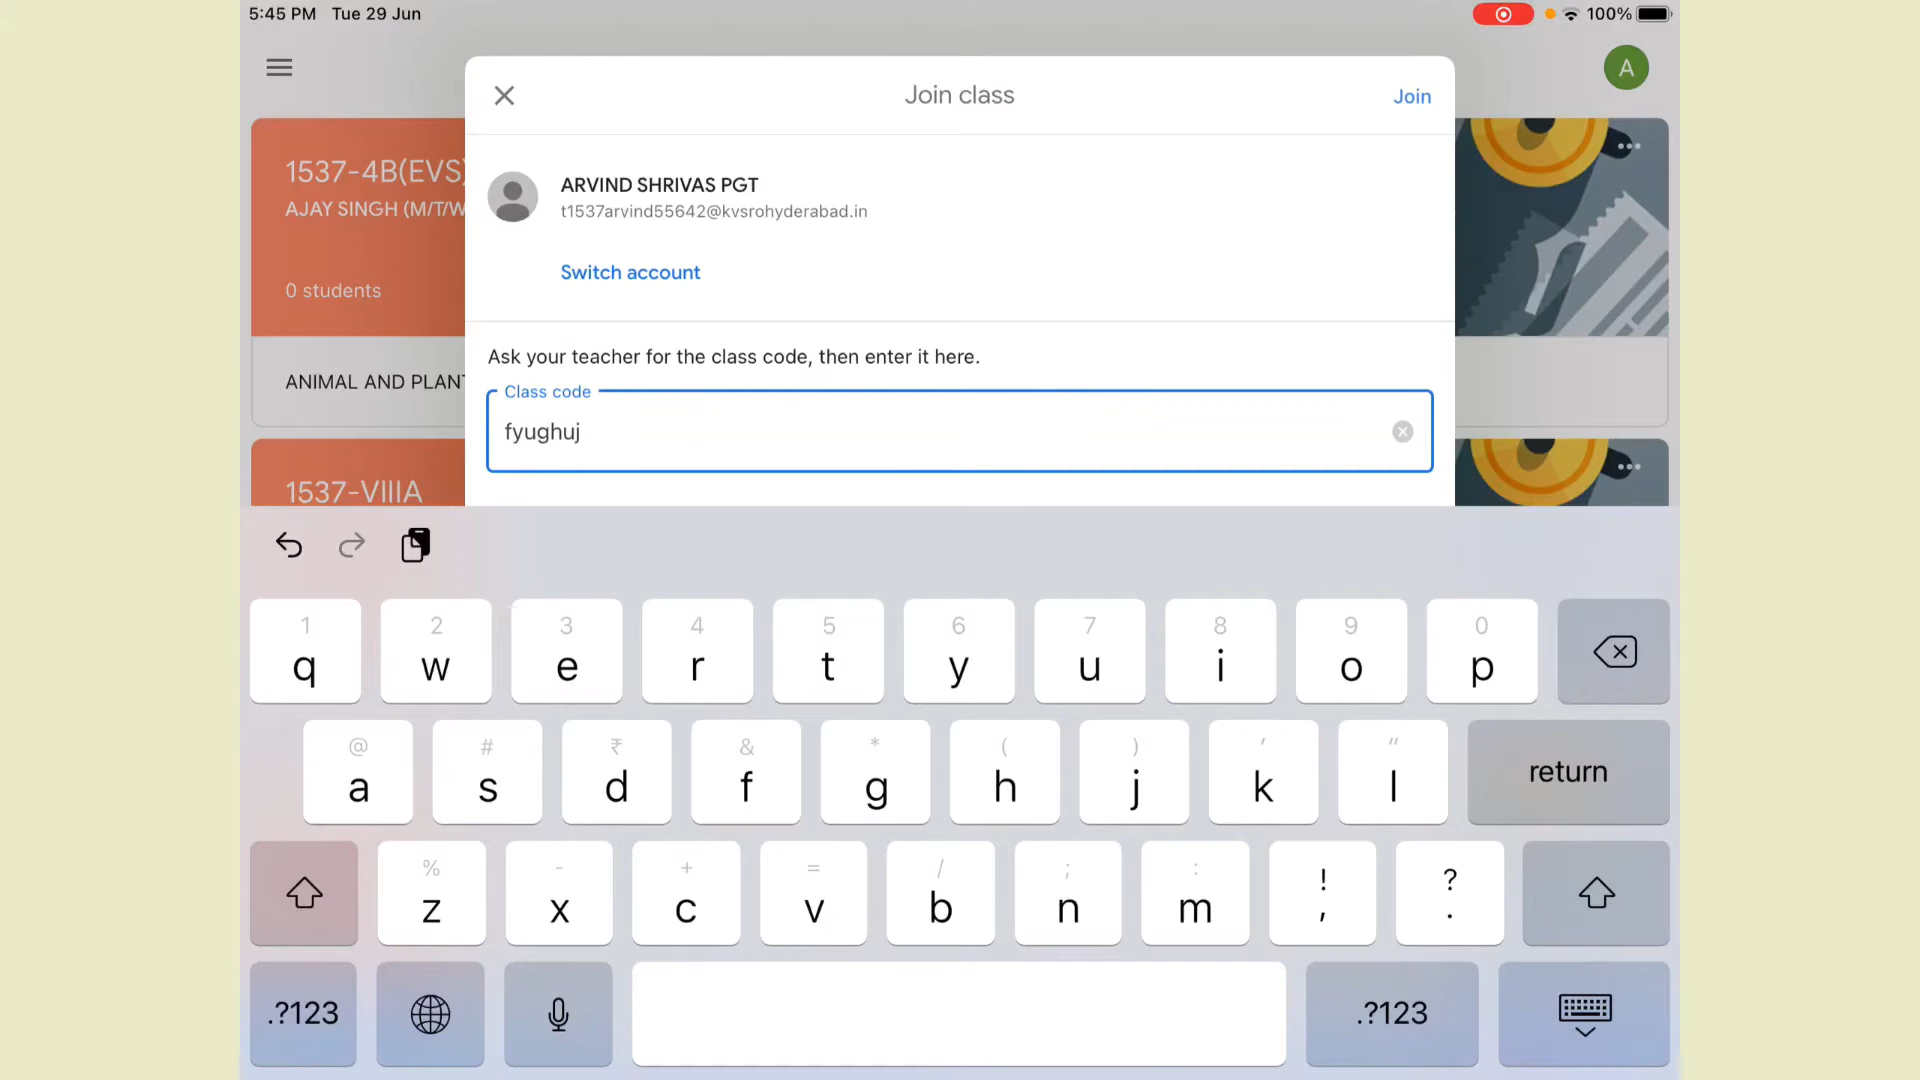 5:45 PM Tue 29 Jun
100%
A
Join class
Join
1537-4B(EVS)
AJAY SINGH (M/T/W
0 students
ANIMAL AND PLANT
1537-VIIIA
ARVIND SHRIVAS PGT
t1537arvind55642@kvsrohyderabad.in
Switch account
Ask your teacher for the class code, then enter it here.
Class code
fyughuj
1 2 3 4 5 6 7 8 9 0
q w e r t y u i o p
@ # ₹ & * ( ) ' "
a s d f g h j k l return
% - + = / ; : ! ?
z x c v b n m , .
.?123 .?123